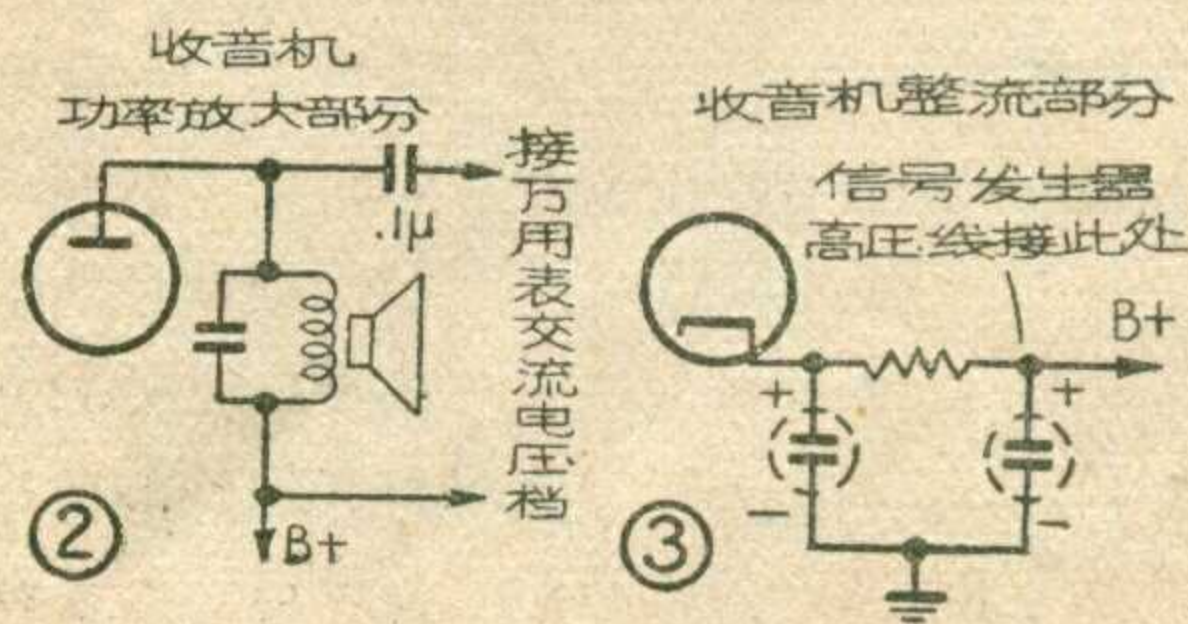 收音机
功率放大部分
.1μ
接万用表交流电压档
B+
②
收音机整流部分
信号发生器
高压线接此处
B+
+
+
-
-
③